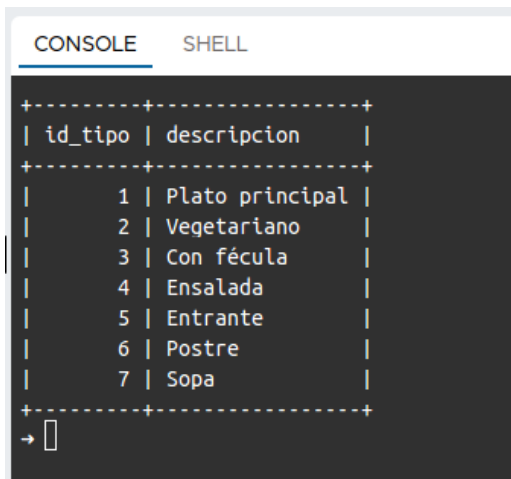 CONSOLE SHELL
+---------+-----------------+
| id_tipo | descripcion     |
+---------+-----------------+
|       1 | Plato principal |
|       2 | Vegetariano     |
|       3 | Con fécula      |
|       4 | Ensalada        |
|       5 | Entrante        |
|       6 | Postre          |
|       7 | Sopa            |
+---------+-----------------+
→